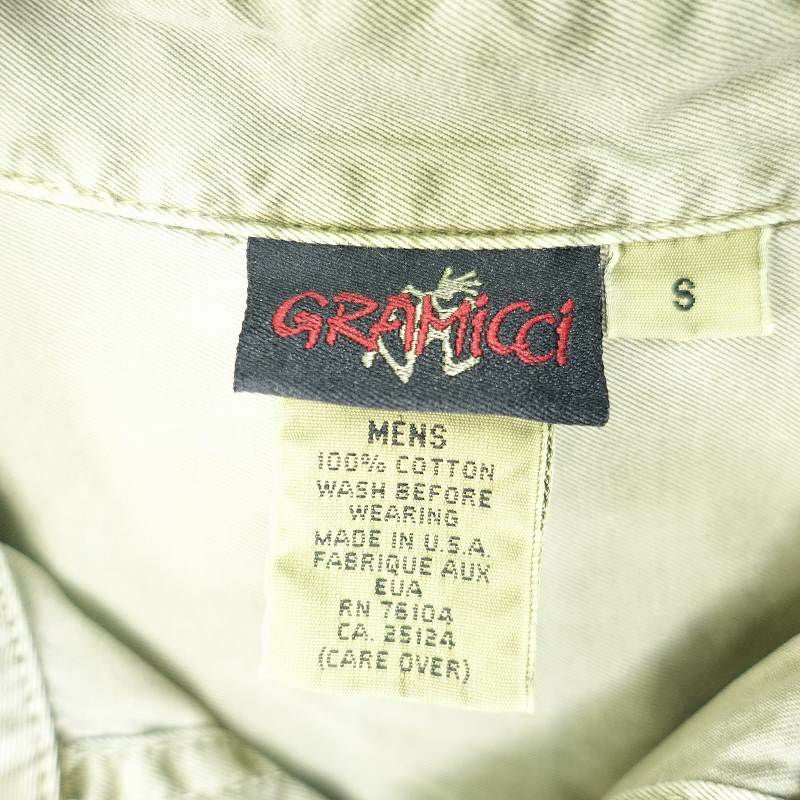 GRAMiCCi
S
MENS
100% COTTON
WASH BEFORE
WEARING
MADE IN U.S.A.
FABRIQUE AUX
EUA
RN 76104
CA. 25124
(CARE OVER)